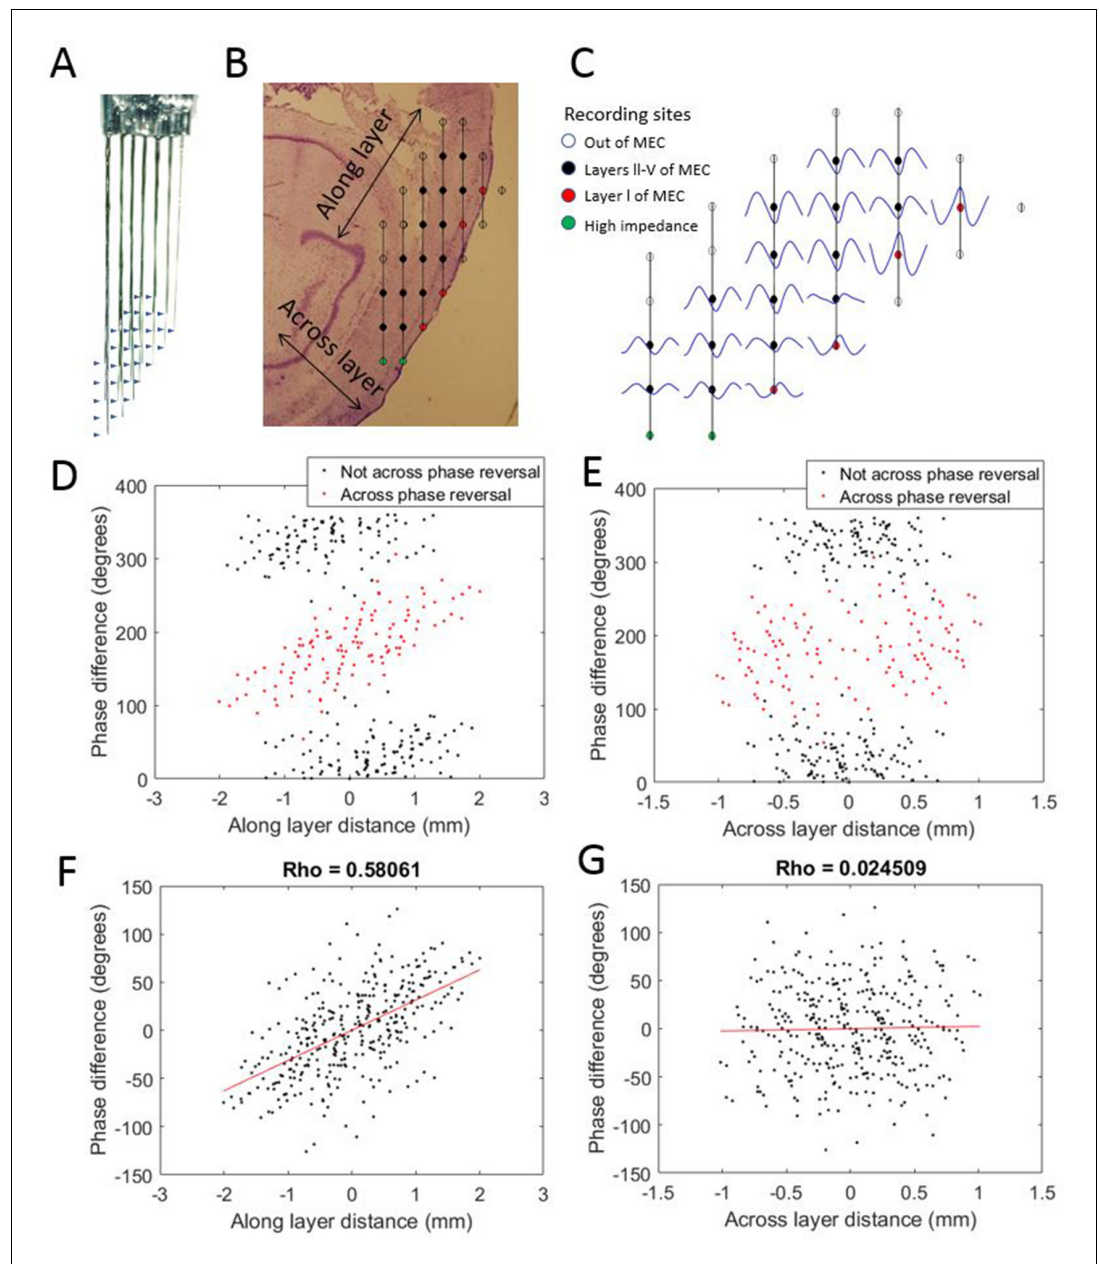 A
B
C
Along layer
Across layer
Recording sites
Out of MEC
Layers ll-V of MEC
Layer l of MEC
High impedance
D
Not across phase reversal
Across phase reversal
400
300
200
100
0
Phase difference (degrees)
-3 -2 -1 0 1 2 3
Along layer distance (mm)
E
Not across phase reversal
Across phase reversal
400
300
200
100
0
Phase difference (degrees)
-1.5 -1 -0.5 0 0.5 1 1.5
Across layer distance (mm)
F
Rho = 0.58061
150
100
50
0
-50
-100
-150
Phase difference (degrees)
-3 -2 -1 0 1 2 3
Along layer distance (mm)
G
Rho = 0.024509
150
100
50
0
-50
-100
-150
Phase difference (degrees)
-1.5 -1 -0.5 0 0.5 1 1.5
Across layer distance (mm)